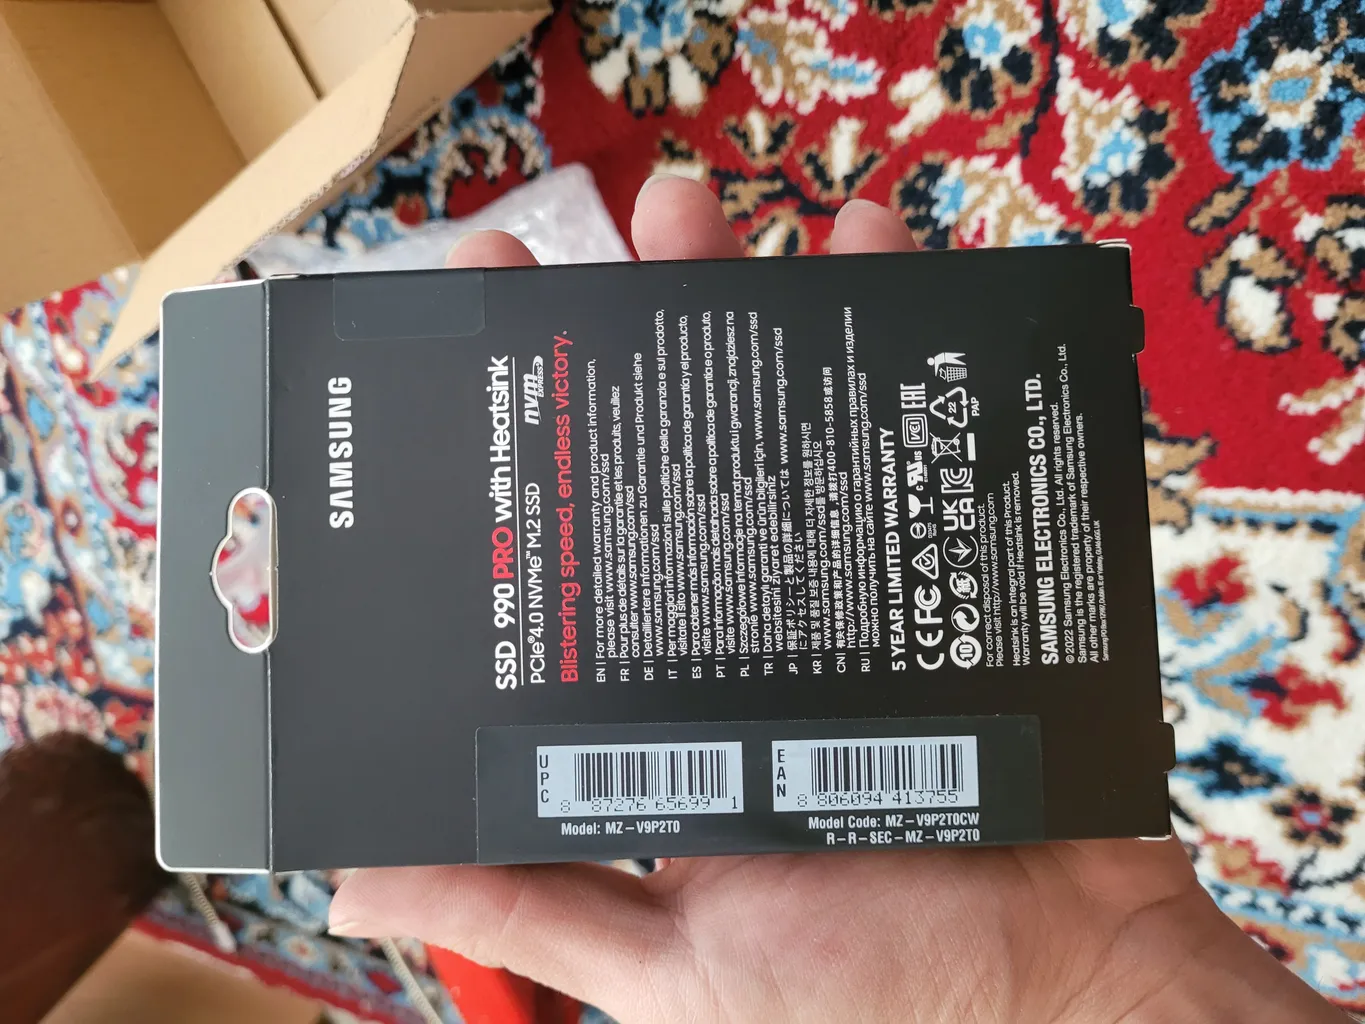 SAMSUNG
SSD 990 PRO with Heatsink
PCIe® 4.0 NVMe™ M.2 SSD
nvm
EXPRESS
Blistering speed, endless victory.
EN | For more detailed warranty and product information,
please visit www.samsung.com/ssd
FR | Pour plus de détails sur la garantie et les produits, veuillez
consulter www.samsung.com/ssd
DE | Detailliertere Informationen zu Garantie und Produkt siehe
www.samsung.com/ssd
IT | Per maggiori informazioni sulle politiche della garanzia e sul prodotto,
visitate il sito www.samsung.com/ssd
ES | Para obtener más información sobre la política de garantía y el producto,
visite www.samsung.com/ssd
PT | Para informação mais detalhada sobre a política de garantia e o produto,
visite www.samsung.com/ssd
PL | Szczegółowe informacje na temat produktu i gwarancji, znajdziesz na
stronie www.samsung.com/ssd
TR | Daha detaylı garanti ve ürün bilgileri için, www.samsung.com/ssd
websitesini ziyaret edebilirsiniz
JP | 保証ポリシーと製品の詳細については www.samsung.com/ssd
にアクセスしてください
KR | 제품 및 품질 보증 내용에 대해 더 자세한 정보를 원하시면
www.samsung.com/ssd를 방문하십시오
CN | 有关保修政策和产品的详细信息, 请拨打400-810-5858或访问
http://www.samsung.com/ssd
RU | Подробную информацию о гарантийных правилах и изделии
можно получить на сайте www.samsung.com/ssd
5 YEAR LIMITED WARRANTY
CE FC c RU us VCI EAC
10 UK CA 22 PAP
For correct disposal of this product.
Please visit http://www.samsung.com
Heatsink is an integral part of this Product.
Warranty will be void if Heatsink is removed.
SAMSUNG ELECTRONICS CO., LTD.
© 2022 Samsung Electronics Co., Ltd. All rights reserved.
Samsung is the registered trademark of Samsung Electronics Co., Ltd.
All other marks are property of their respective owners.
UPC
8 87276 65699 1
Model: MZ-V9P2T0
EAN
8 806094 413755
Model Code: MZ-V9P2T0CW
R-R-SEC-MZ-V9P2T0